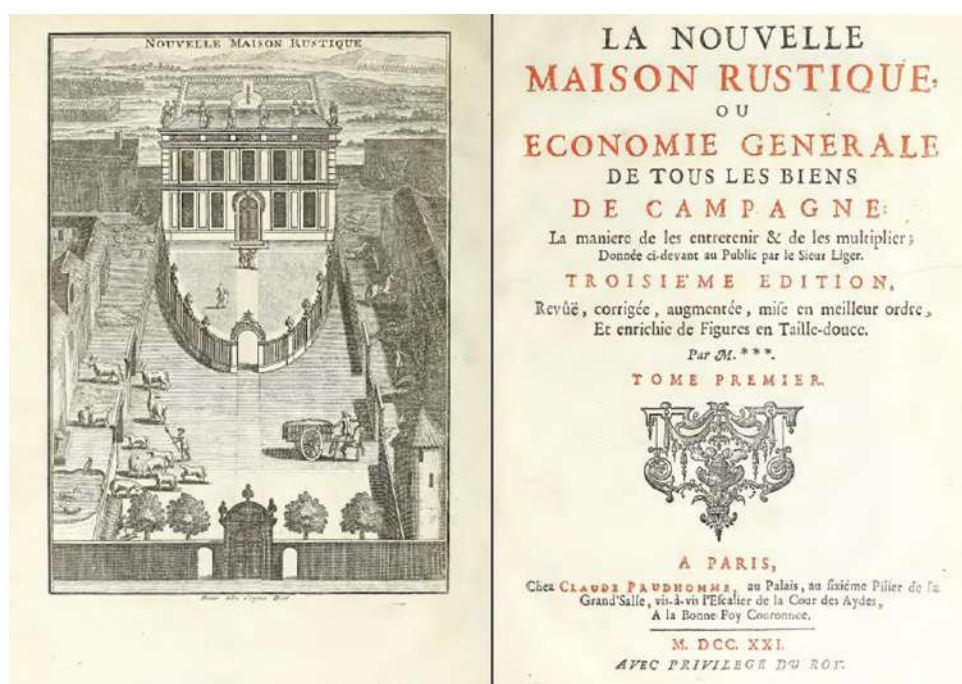 NOUVELLE MAISON RUSTIQUE
LA NOUVELLE
MAISON RUSTIQUE,
OU
ECONOMIE GENERALE
DE TOUS LES BIENS
DE CAMPAGNE:
La maniere de les entretenir & de les multiplier;
Donnée ci-devant au Public par le Sieur Liger.
TROISIE'ME EDITION,
Revûë, corrigée, augmentée, mise en meilleur ordre,
Et enrichie de Figures en Taille-douce.
Par M.***.
TOME PREMIER.
A PARIS,
Chez CLAUDE PRUDHOMME, au Palais, au sixiéme Pilier de la
Grand'Salle, vis-à-vis l'Escalier de la Cour des Aydes,
A la Bonne Foy Couronnée.
M. DCC. XXI.
AVEC PRIVILEGE DU ROY.